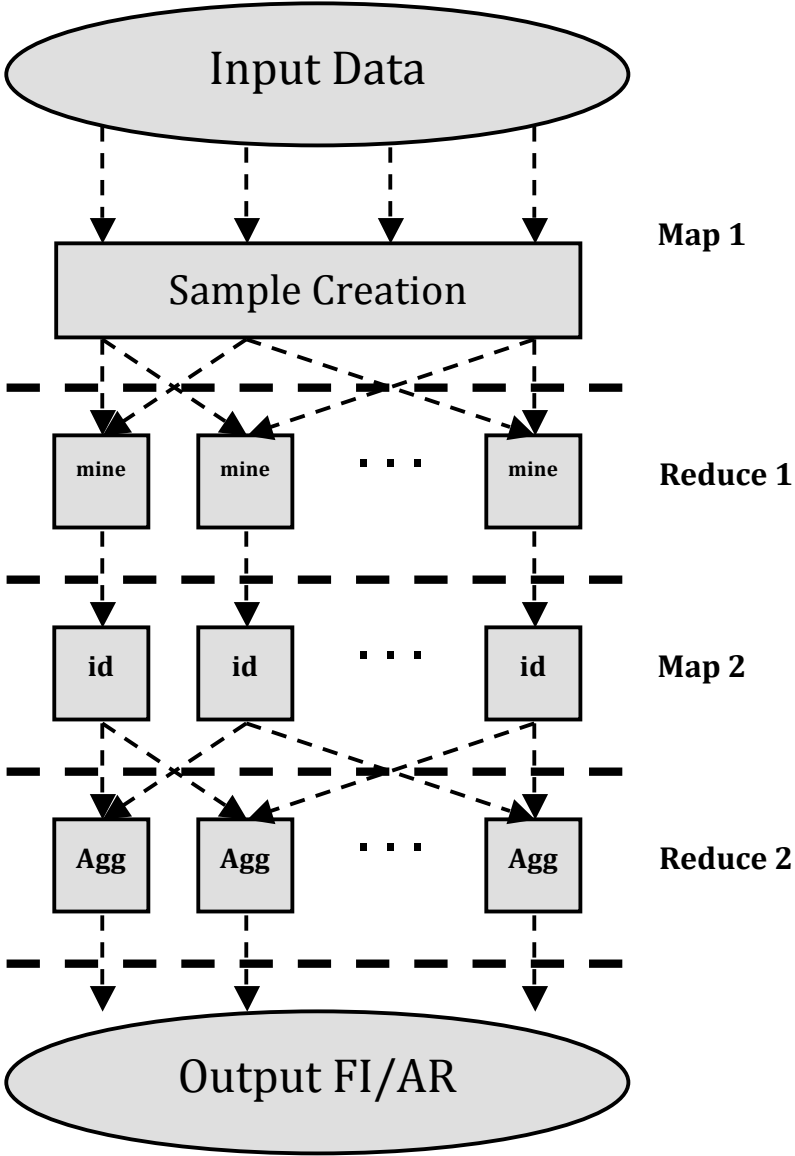 Input Data
Map 1
Sample Creation
mine mine . . . mine
Reduce 1
id id . . . id
Map 2
Agg Agg . . . Agg
Reduce 2
Output FI/AR